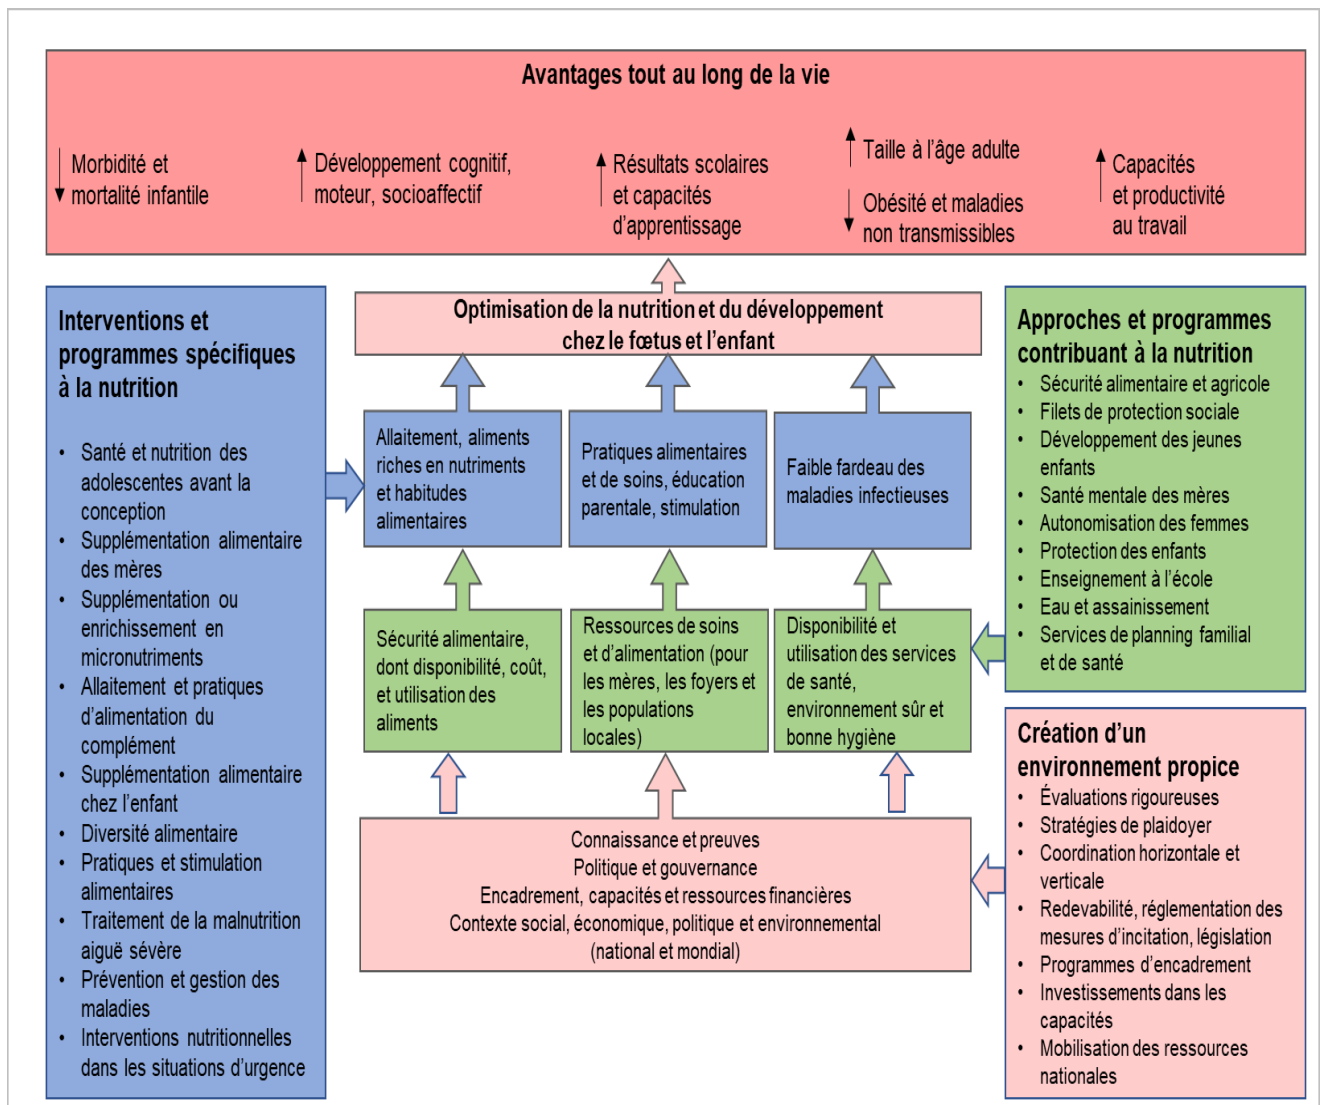 Avantages tout au long de la vie
Morbidité et
mortalité infantile
Développement cognitif,
moteur, socioaffectif
Résultats scolaires
et capacités
d’apprentissage
Taille à l’âge adulte
Obésité et maladies
non transmissibles
Capacités
et productivité
au travail
Optimisation de la nutrition et du développement
chez le fœtus et l’enfant
Interventions et
programmes spécifiques
à la nutrition
• Santé et nutrition des
adolescentes avant la
conception
• Supplémentation alimentaire
des mères
• Supplémentation ou
enrichissement en
micronutriments
• Allaitement et pratiques
d’alimentation du
complément
• Supplémentation alimentaire
chez l’enfant
• Diversité alimentaire
• Pratiques et stimulation
alimentaires
• Traitement de la malnutrition
aiguë sévère
• Prévention et gestion des
maladies
• Interventions nutritionnelles
dans les situations d’urgence
Allaitement, aliments
riches en nutriments
et habitudes
alimentaires
Pratiques alimentaires
et de soins, éducation
parentale, stimulation
Faible fardeau des
maladies infectieuses
Sécurité alimentaire,
dont disponibilité, coût,
et utilisation des
aliments
Ressources de soins
et d’alimentation (pour
les mères, les foyers et
les populations
locales)
Disponibilité et
utilisation des services
de santé,
environnement sûr et
bonne hygiène
Connaissance et preuves
Politique et gouvernance
Encadrement, capacités et ressources financières
Contexte social, économique, politique et environnemental
(national et mondial)
Approches et programmes
contribuant à la nutrition
• Sécurité alimentaire et agricole
• Filets de protection sociale
• Développement des jeunes
enfants
• Santé mentale des mères
• Autonomisation des femmes
• Protection des enfants
• Enseignement à l’école
• Eau et assainissement
• Services de planning familial
et de santé
Création d’un
environnement propice
• Évaluations rigoureuses
• Stratégies de plaidoyer
• Coordination horizontale et
verticale
• Redevabilité, réglementation des
mesures d’incitation, législation
• Programmes d’encadrement
• Investissements dans les
capacités
• Mobilisation des ressources
nationales